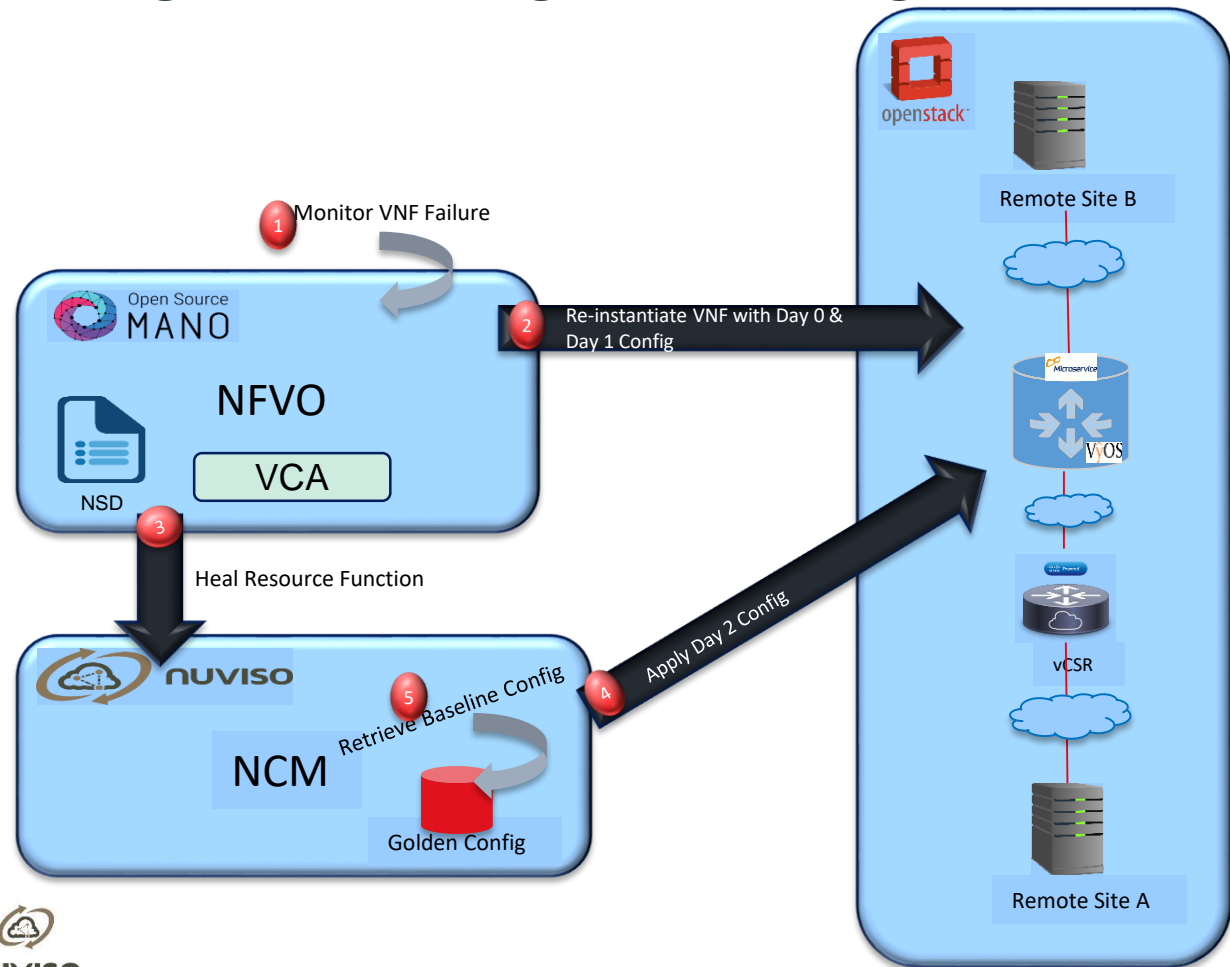 openstack
Remote Site B
1
Monitor VNF Failure
Open Source
MANO
2
Re-instantiate VNF with Day 0 &
Day 1 Config
Microservice
VyOS
NFVO
VCA
NSD
3
Heal Resource Function
Powered
vCSR
nuviso
5
Retrieve Baseline Config
4
Apply Day 2 Config
NCM
Golden Config
Remote Site A